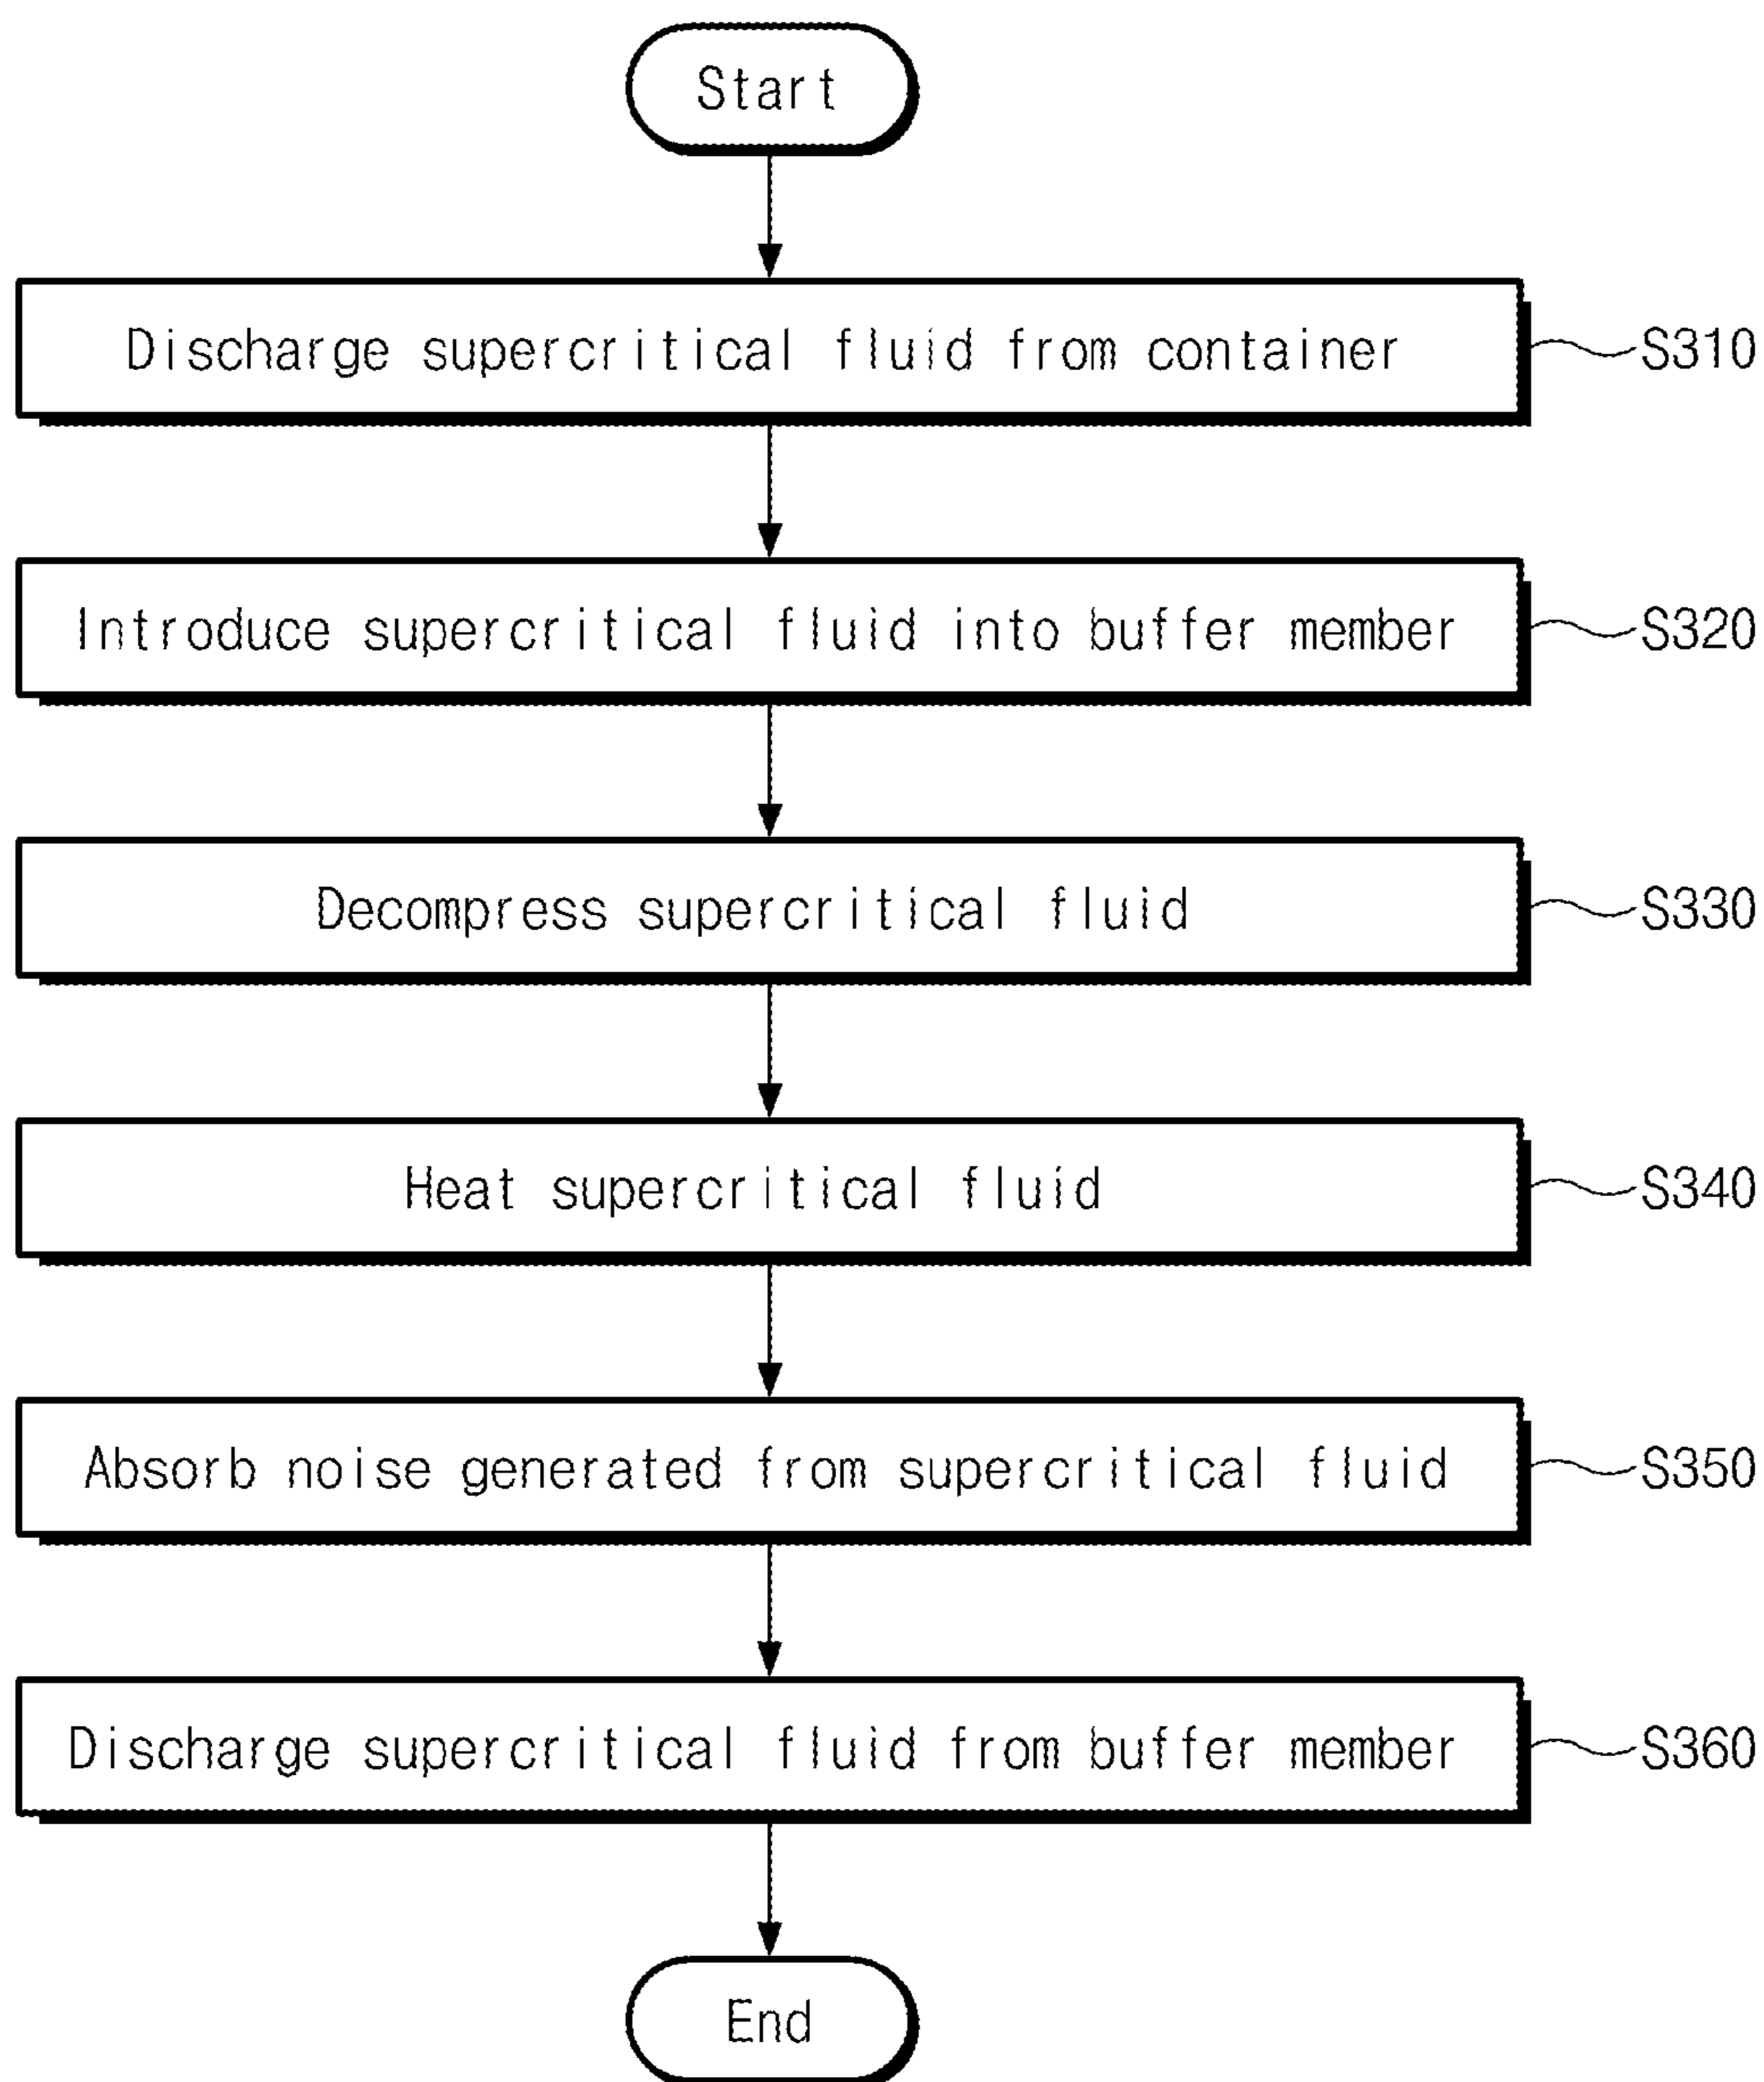 Start
Discharge supercritical fluid from container
S310
Introduce supercritical fluid into buffer member
S320
Decompress supercritical fluid
S330
Heat supercritical fluid
S340
Absorb noise generated from supercritical fluid
S350
Discharge supercritical fluid from buffer member
S360
End